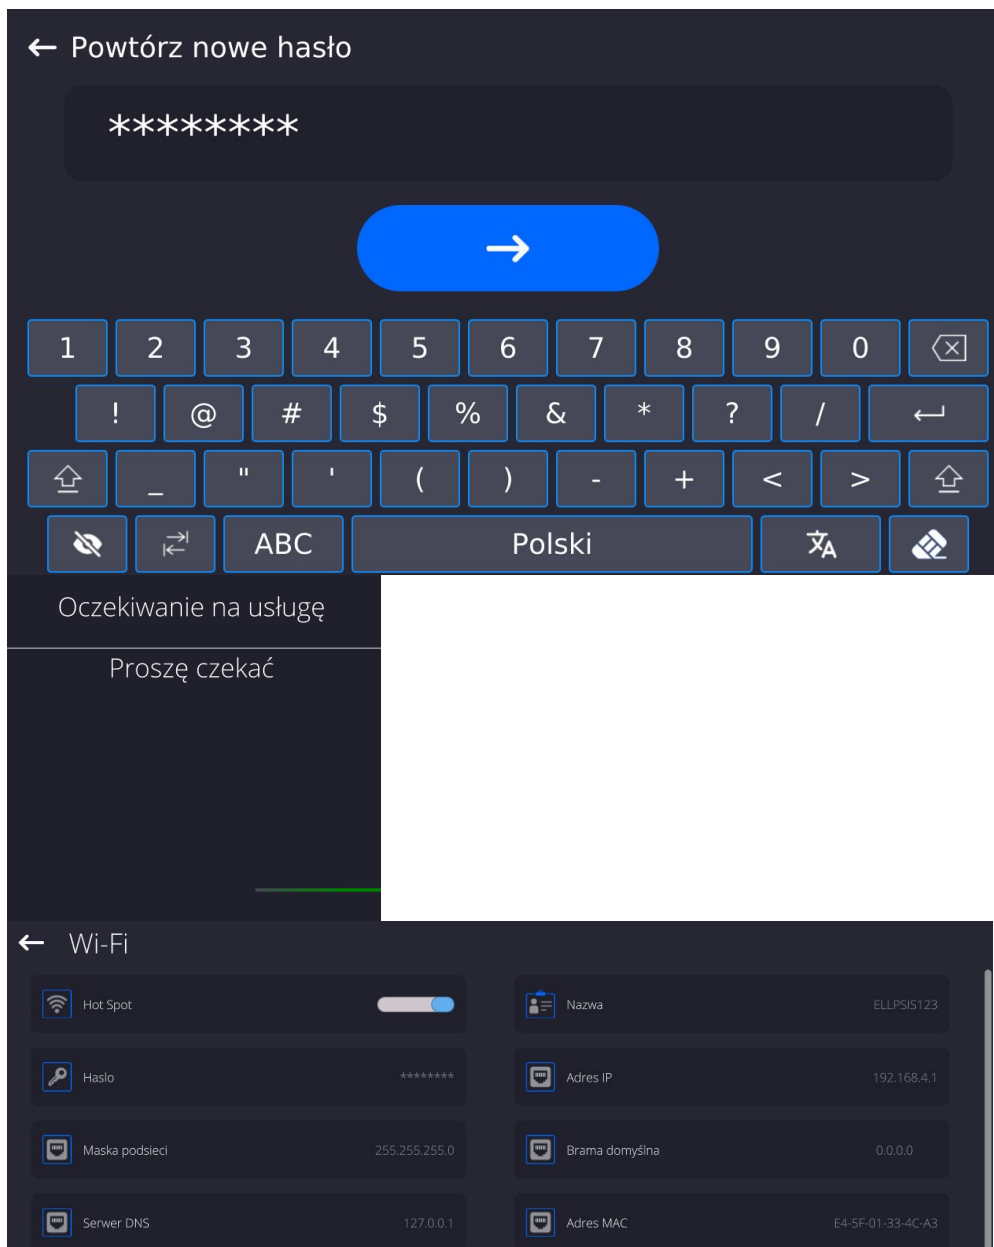 Powtórz nowe hasło
********
1 2 3 4 5 6 7 8 9 0
! @ # $ % & * ? /
_ " ' ( ) - + < >
ABC Polski
Oczekiwanie na usługę
Proszę czekać
Wi-Fi
Hot Spot
Nazwa ELLPSIS123
Hasło ********
Adres IP 192.168.4.1
Maska podsieci 255.255.255.0
Brama domyślna 0.0.0.0
Serwer DNS 127.0.0.1
Adres MAC E4-5F-01-33-4C-A3